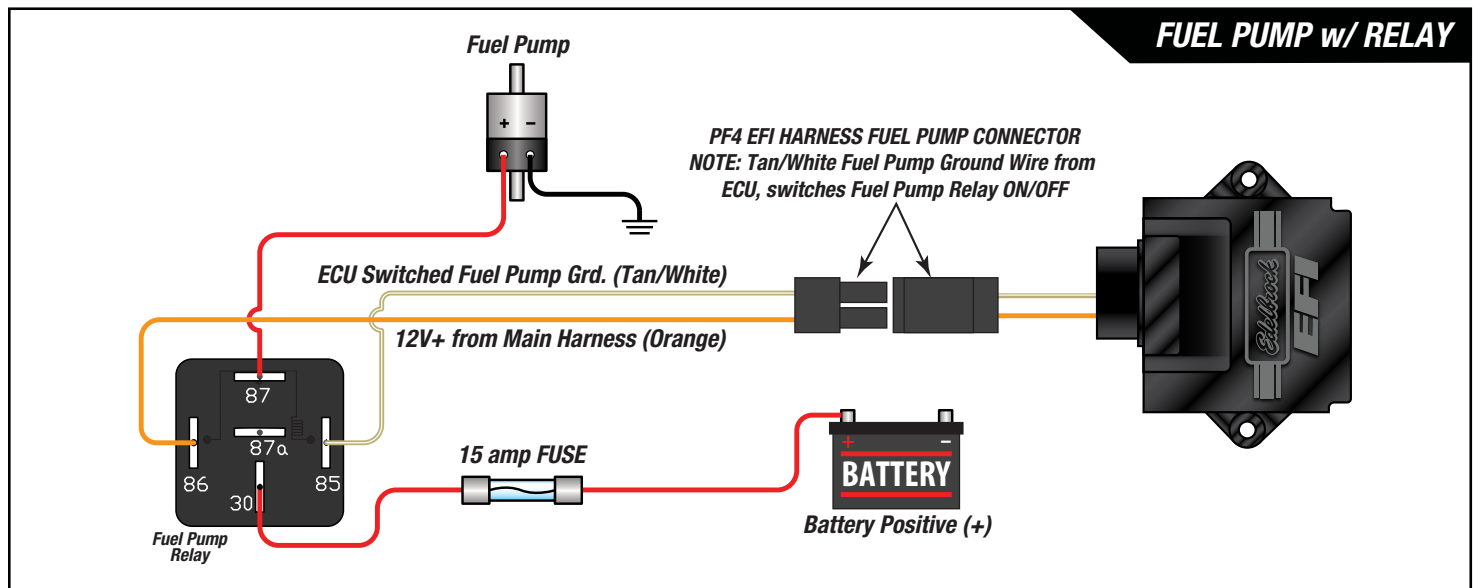 FUEL PUMP w/ RELAY
Fuel Pump
+ −
PF4 EFI HARNESS FUEL PUMP CONNECTOR
NOTE: Tan/White Fuel Pump Ground Wire from
ECU, switches Fuel Pump Relay ON/OFF
ECU Switched Fuel Pump Grd. (Tan/White)
12V+ from Main Harness (Orange)
Edelbrock
EFI
87
87a
86
85
30
Fuel Pump
Relay
15 amp FUSE
+ −
BATTERY
Battery Positive (+)